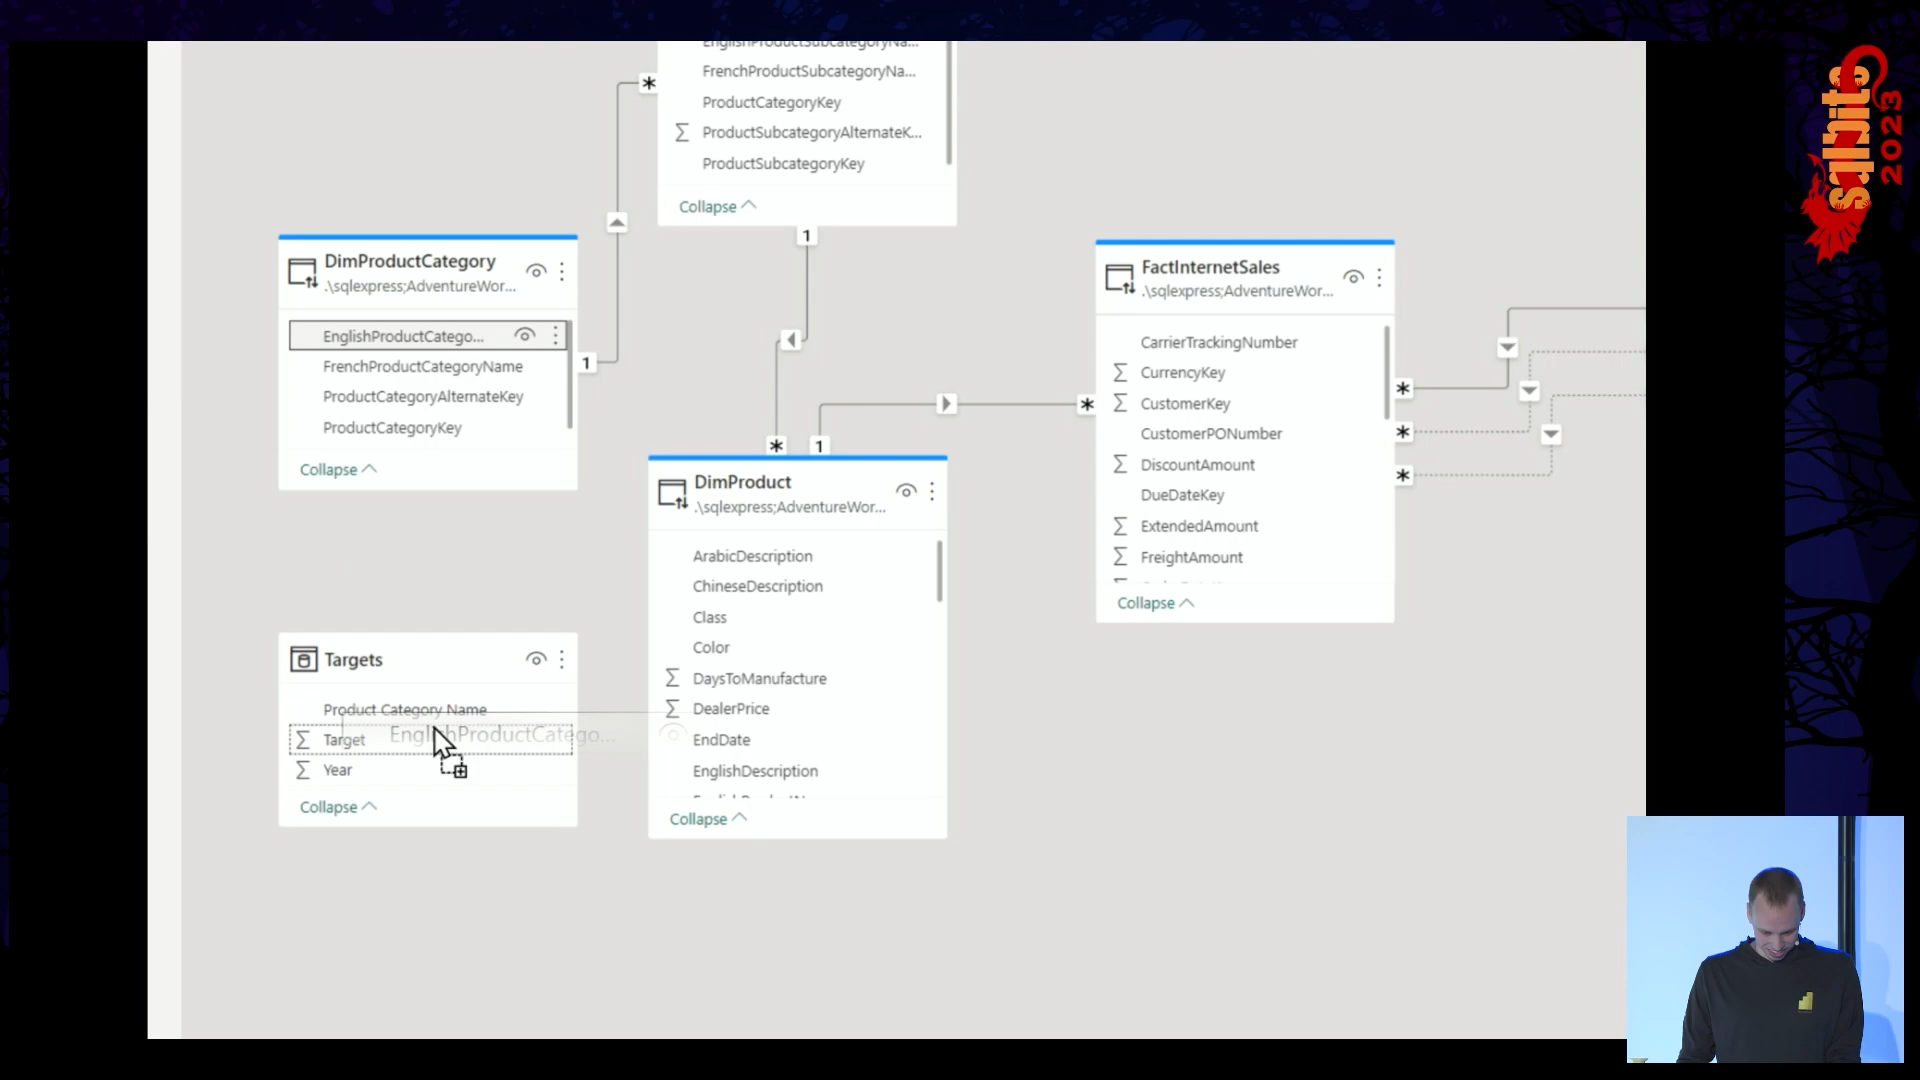 EnglishProductSubcategoryNa...
FrenchProductSubcategoryNa...
ProductCategoryKey
ProductSubcategoryAlternateK...
ProductSubcategoryKey
Collapse
*
1
1
DimProductCategory
.\sqlexpress;AdventureWor...
EnglishProductCatego...
FrenchProductCategoryName
ProductCategoryAlternateKey
ProductCategoryKey
Collapse
*
1
*
DimProduct
.\sqlexpress;AdventureWor...
ArabicDescription
ChineseDescription
Class
Color
DaysToManufacture
DealerPrice
EndDate
EnglishDescription
Collapse
FactInternetSales
.\sqlexpress;AdventureWor...
CarrierTrackingNumber
CurrencyKey
CustomerKey
CustomerPONumber
DiscountAmount
DueDateKey
ExtendedAmount
FreightAmount
Collapse
*
*
*
Targets
Product Category Name
Target
EnglishProductCatego...
Year
Collapse
sqlbits
2023